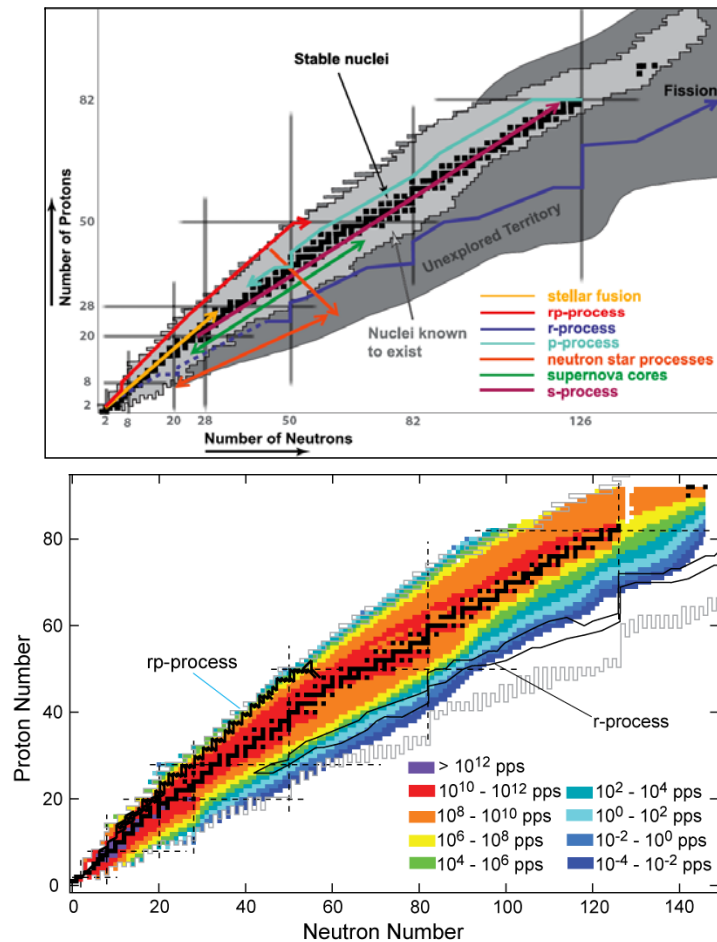 Stable nuclei
Fission
Number of Protons
82
50
28
20
8
2
Unexplored Territory
Nuclei known
to exist
stellar fusion
rp-process
r-process
p-process
neutron star processes
supernova cores
s-process
2 8 20 28 50 82 126
Number of Neutrons
80
60
40
20
0
Proton Number
rp-process
r-process
> 10¹² pps
10¹⁰ - 10¹² pps
10⁸ - 10¹⁰ pps
10⁶ - 10⁸ pps
10⁴ - 10⁶ pps
10² - 10⁴ pps
10⁰ - 10² pps
10⁻² - 10⁰ pps
10⁻⁴ - 10⁻² pps
0 20 40 60 80 100 120 140
Neutron Number